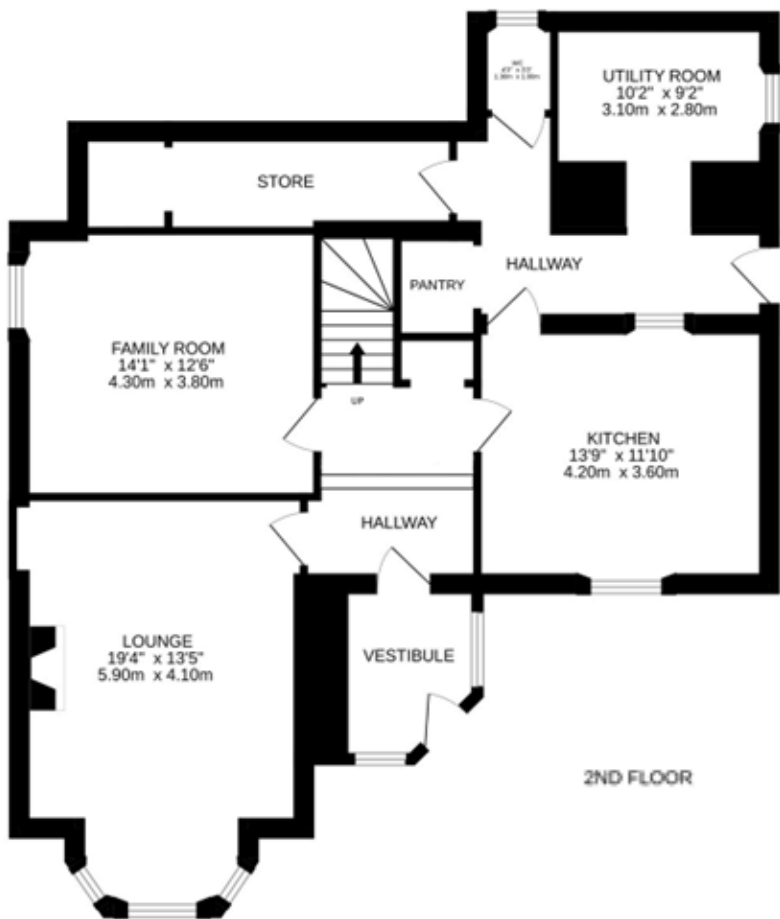 WC
UTILITY ROOM
10'2" x 9'2"
3.10m x 2.80m
STORE
HALLWAY
PANTRY
FAMILY ROOM
14'1" x 12'6"
4.30m x 3.80m
UP
KITCHEN
13'9" x 11'10"
4.20m x 3.60m
HALLWAY
LOUNGE
19'4" x 13'5"
5.90m x 4.10m
VESTIBULE
2ND FLOOR